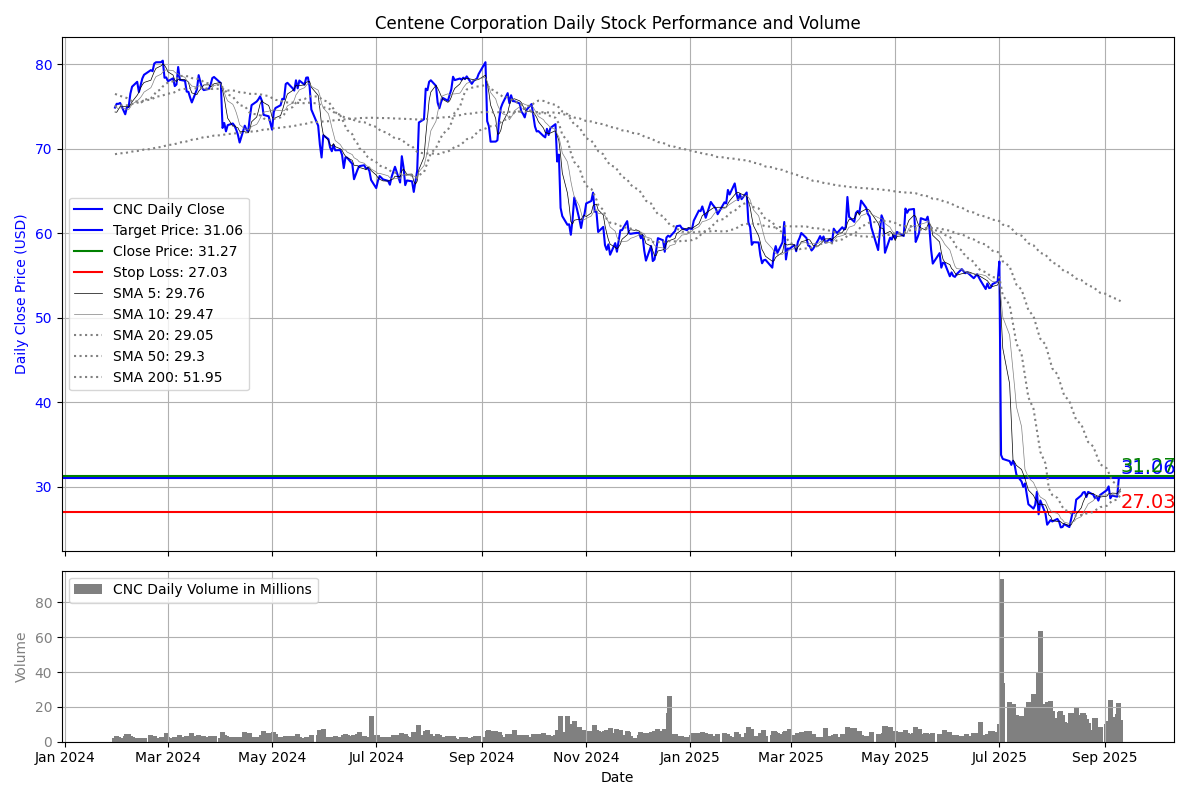 Centene Corporation Daily Stock Performance and Volume
Daily Close Price (USD)
80
70
60
50
40
30
CNC Daily Close
Target Price: 31.06
Close Price: 31.27
Stop Loss: 27.03
SMA 5: 29.76
SMA 10: 29.47
SMA 20: 29.05
SMA 50: 29.3
SMA 200: 51.95
31.27
31.06
27.03
Volume
80
60
40
20
0
CNC Daily Volume in Millions
Jan 2024 Mar 2024 May 2024 Jul 2024 Sep 2024 Nov 2024 Jan 2025 Mar 2025 May 2025 Jul 2025 Sep 2025
Date